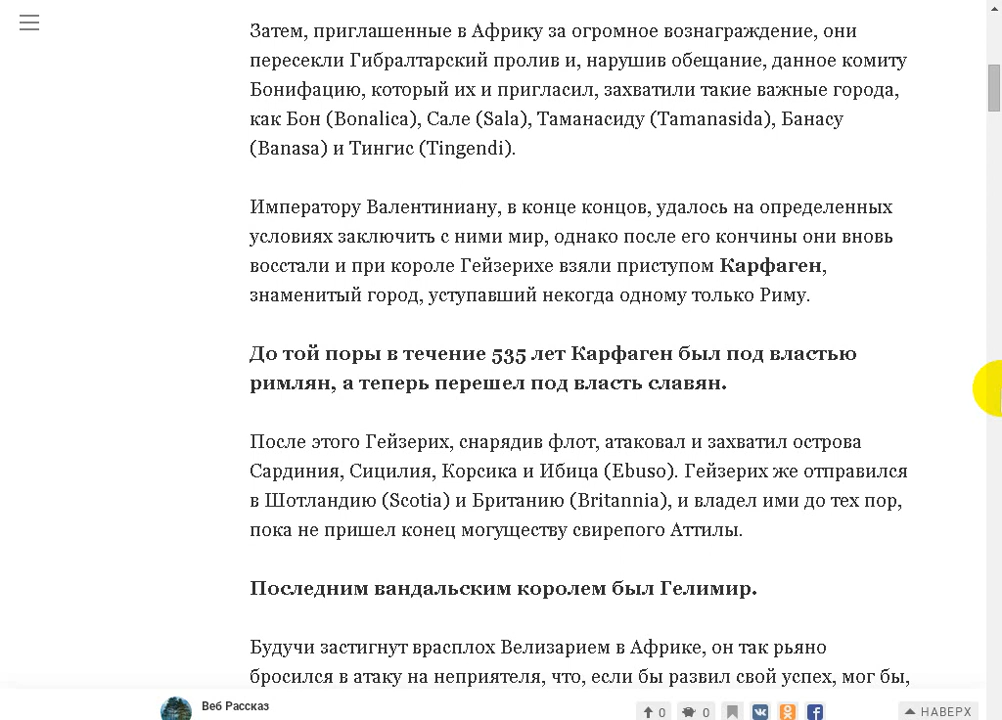 Затем, приглашенные в Африку за огромное вознаграждение, они
пересекли Гибралтарский пролив и, нарушив обещание, данное комиту
Бонифацию, который их и пригласил, захватили такие важные города,
как Бон (Bonalica), Сале (Sala), Таманасиду (Tamanasida), Банасу
(Banasa) и Тингис (Tingendi).
Императору Валентиниану, в конце концов, удалось на определенных
условиях заключить с ними мир, однако после его кончины они вновь
восстали и при короле Гейзерихе взяли приступом Карфаген,
знаменитый город, уступавший некогда одному только Риму.
До той поры в течение 535 лет Карфаген был под властью
римлян, а теперь перешел под власть славян.
После этого Гейзерих, снарядив флот, атаковал и захватил острова
Сардиния, Сицилия, Корсика и Ибица (Ebuso). Гейзерих же отправился
в Шотландию (Scotia) и Британию (Britannia), и владел ими до тех пор,
пока не пришел конец могуществу свирепого Аттилы.
Последним вандальским королем был Гелимир.
Будучи застигнут врасплох Велизарием в Африке, он так рьяно
бросился в атаку на неприятеля, что, если бы развил свой успех, мог бы,
Веб Рассказ 0 0 НАВЕРХ